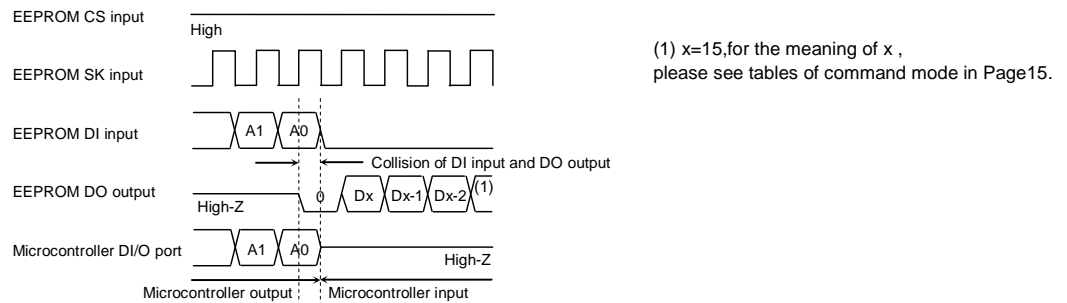 EEPROM CS input
High
(1) x=15,for the meaning of x ,
please see tables of command mode in Page15.
EEPROM SK input
EEPROM DI input
A1
A0
Collision of DI input and DO output
EEPROM DO output
High-Z
0
Dx
Dx-1
Dx-2
(1)
Microcontroller DI/O port
A1
A0
High-Z
Microcontroller output
Microcontroller input